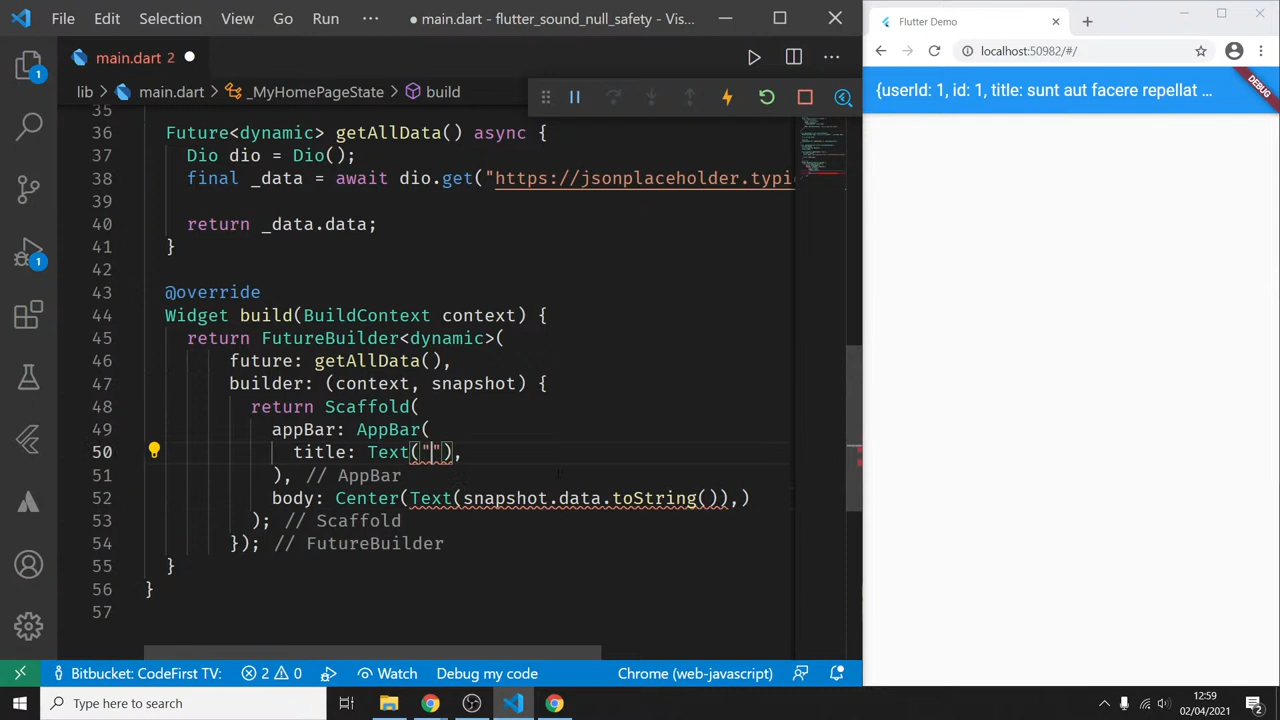 File Edit Selection View Go Run ··· ● main.dart - flutter_sound_null_safety - Vis...
Flutter Demo
localhost:50982/#/
main.dart 2 ●
lib > main.dart > _MyHomePageState > build
{userId: 1, id: 1, title: sunt aut facere repellat ...
DEBUG
1
1
35
36 Future<dynamic> getAllData() async {
37 Dio dio = Dio();
38 final _data = await dio.get("https://jsonplaceholder.typic
39
40 return _data.data;
41 }
42
43 @override
44 Widget build(BuildContext context) {
45 return FutureBuilder<dynamic>(
46 future: getAllData(),
47 builder: (context, snapshot) {
48 return Scaffold(
49 appBar: AppBar(
50 title: Text(""),
51 ), // AppBar
52 body: Center(Text(snapshot.data.toString()),)
53 ); // Scaffold
54 }); // FutureBuilder
55 }
56 }
57
Bitbucket: CodeFirst TV: 2 0 Watch Debug my code Chrome (web-javascript)
Type here to search
12:59
02/04/2021
2